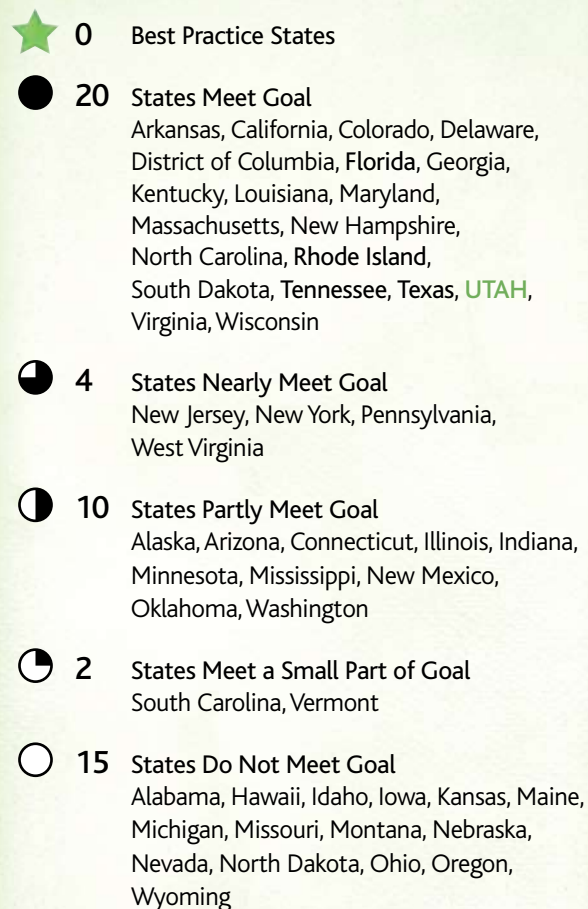 0 Best Practice States
20 States Meet Goal
Arkansas, California, Colorado, Delaware,
District of Columbia, Florida, Georgia,
Kentucky, Louisiana, Maryland,
Massachusetts, New Hampshire,
North Carolina, Rhode Island,
South Dakota, Tennessee, Texas, UTAH,
Virginia, Wisconsin
4 States Nearly Meet Goal
New Jersey, New York, Pennsylvania,
West Virginia
10 States Partly Meet Goal
Alaska, Arizona, Connecticut, Illinois, Indiana,
Minnesota, Mississippi, New Mexico,
Oklahoma, Washington
2 States Meet a Small Part of Goal
South Carolina, Vermont
15 States Do Not Meet Goal
Alabama, Hawaii, Idaho, Iowa, Kansas, Maine,
Michigan, Missouri, Montana, Nebraska,
Nevada, North Dakota, Ohio, Oregon,
Wyoming